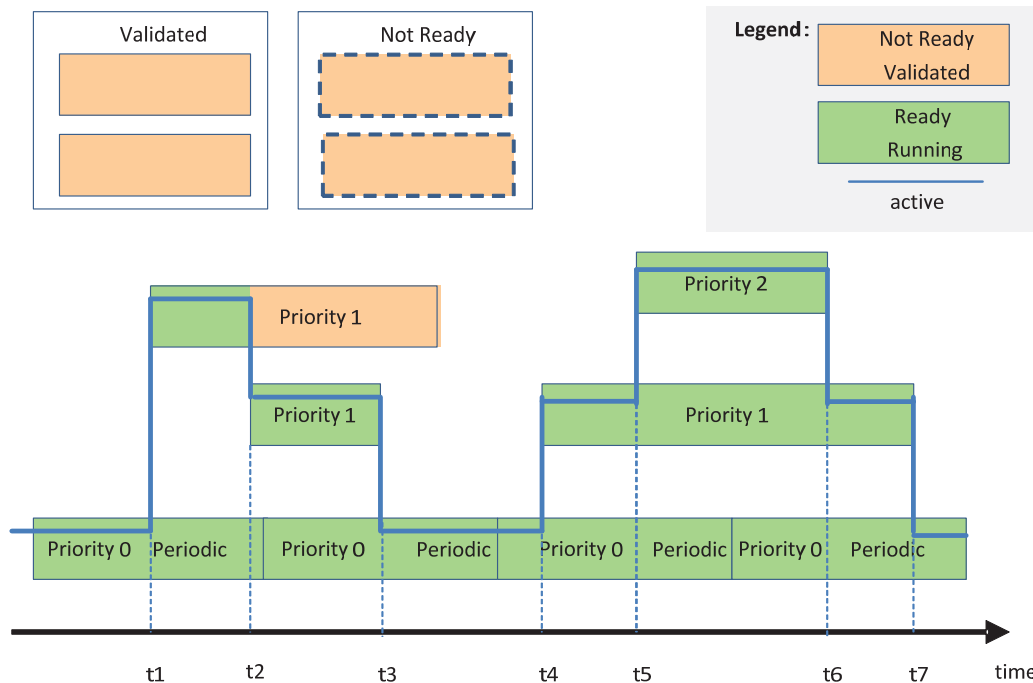 Validated
Not Ready
Legend:
Not Ready
Validated
Ready
Running
active
Priority 2
Priority 1
Priority 1
Priority 1
Priority 0 Periodic Priority 0 Periodic Priority 0 Periodic Priority 0 Periodic
t1 t2 t3 t4 t5 t6 t7 time